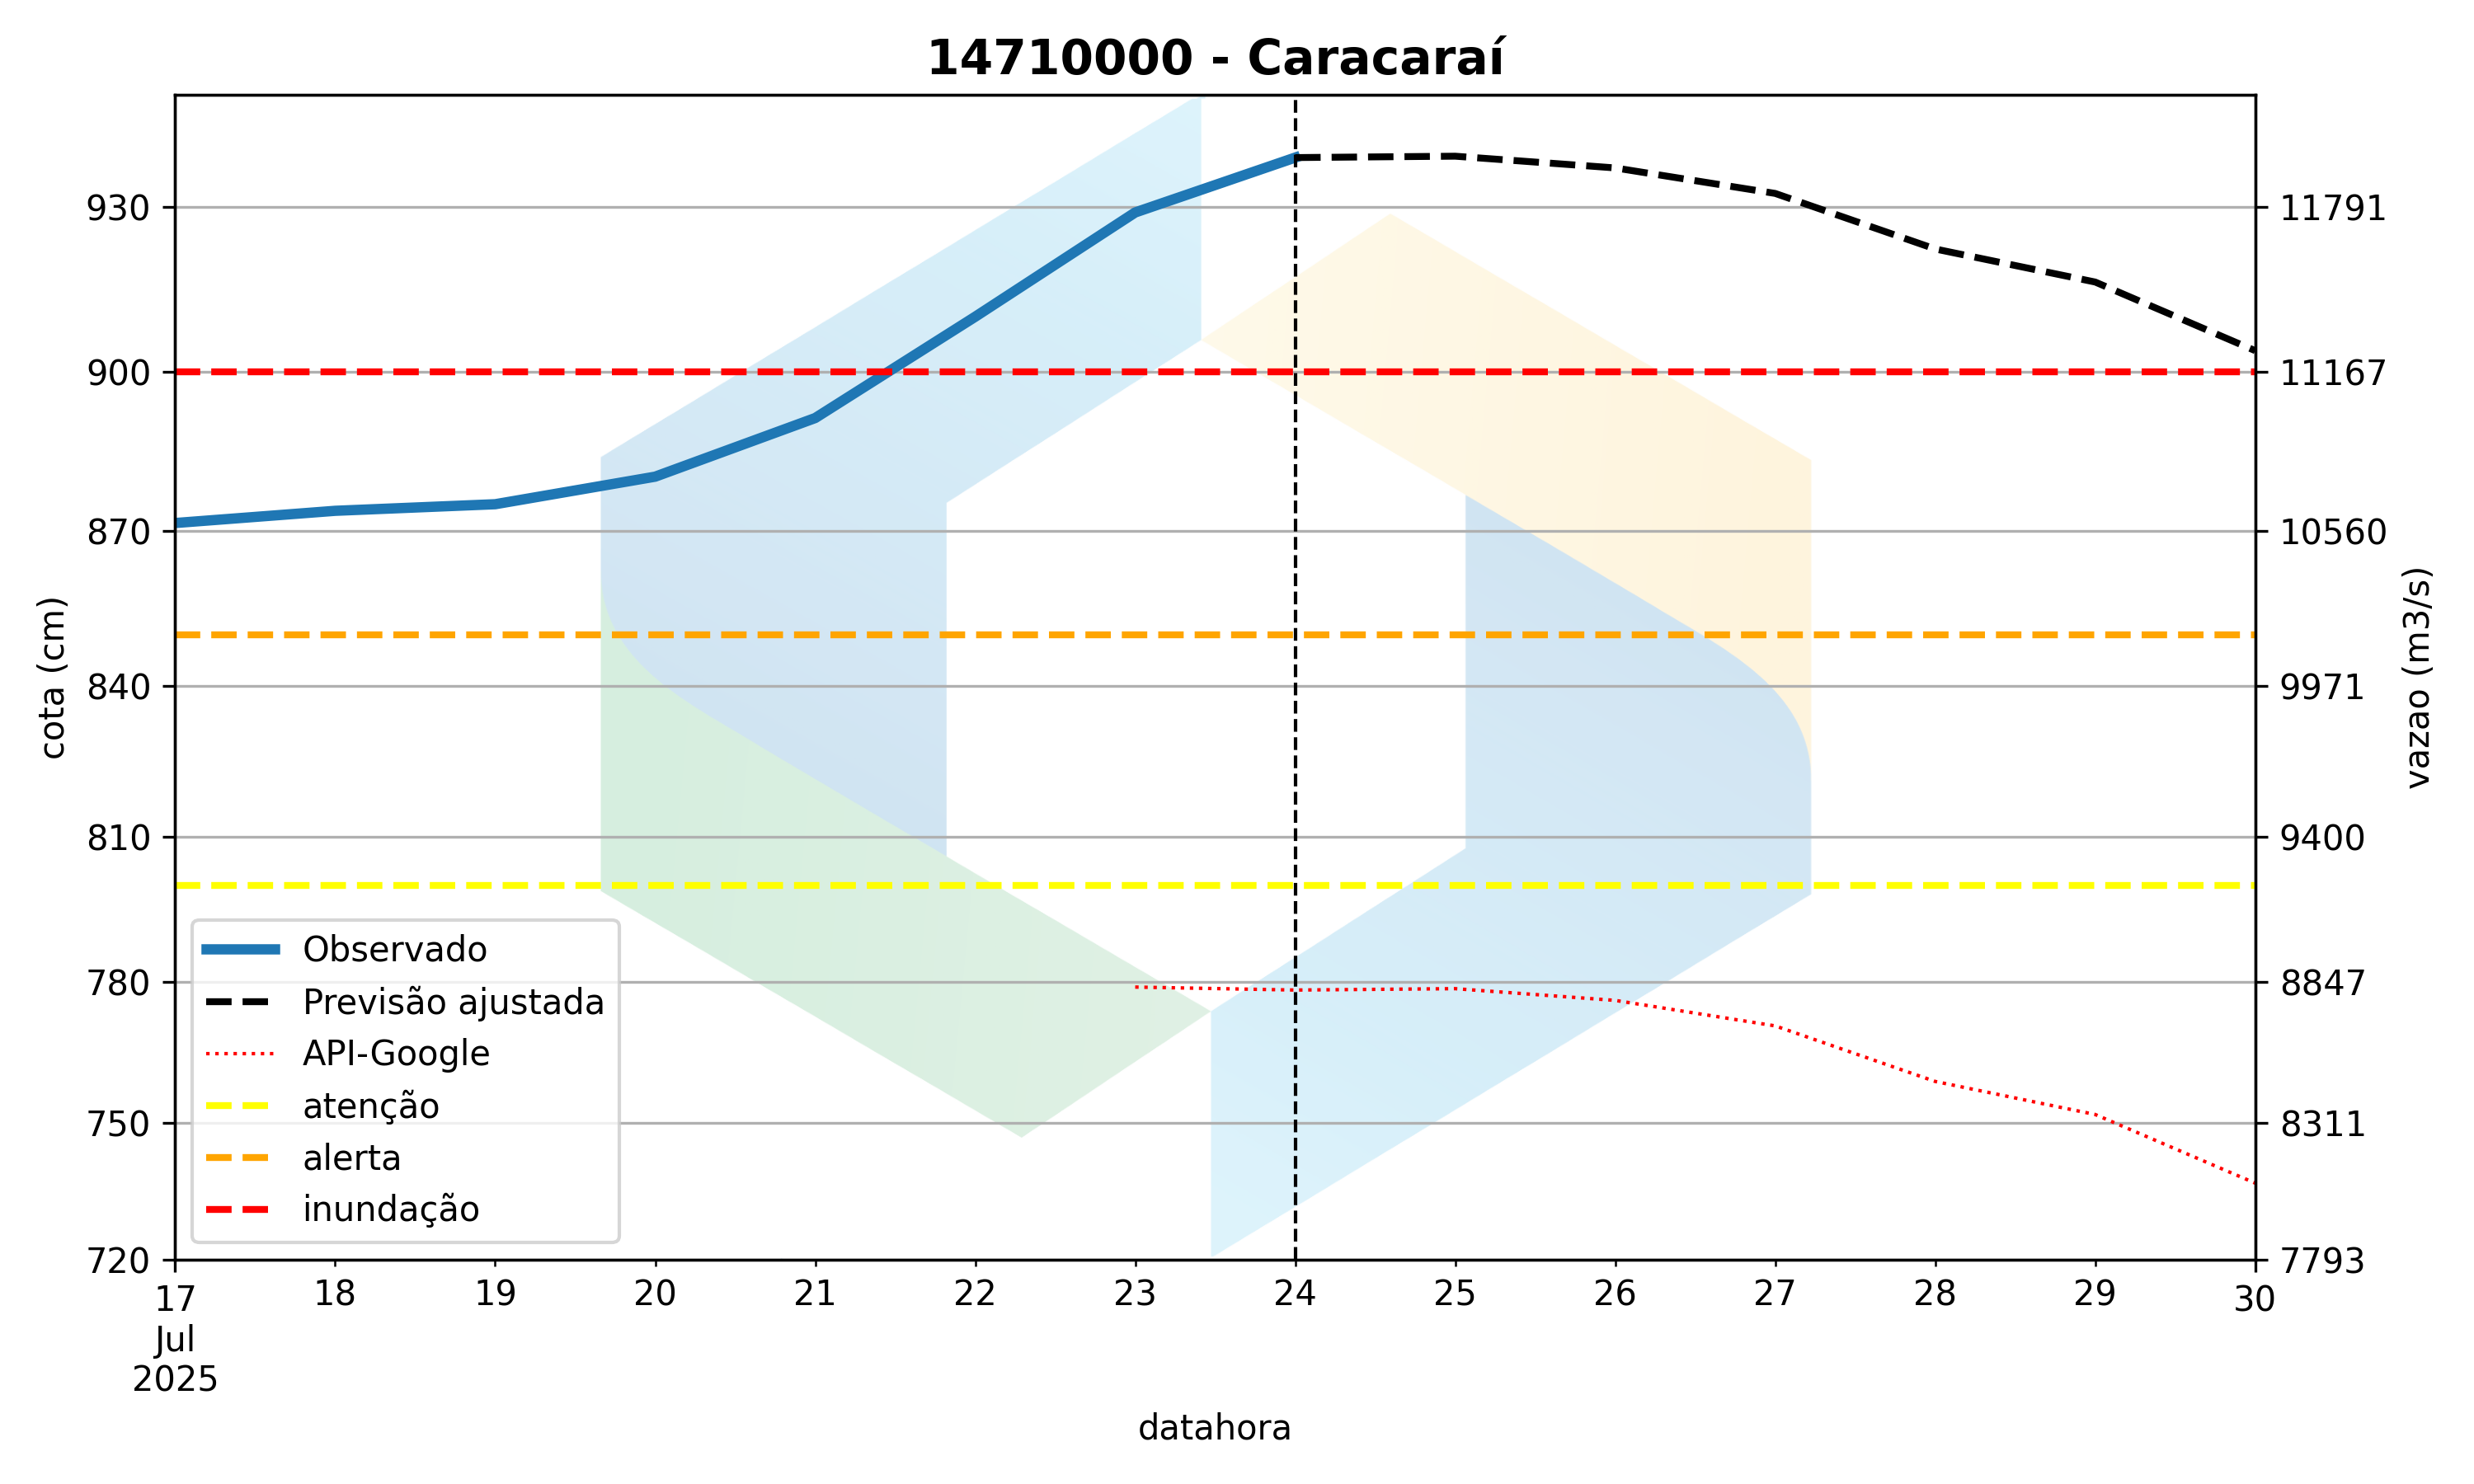 14710000 - Caracaraí
930
900
870
840
810
780
750
720
cota (cm)
11791
11167
10560
9971
9400
8847
8311
7793
vazao (m3/s)
Observado
Previsão ajustada
API-Google
atenção
alerta
inundação
17 18 19 20 21 22 23 24 25 26 27 28 29 30
Jul
2025
datahora